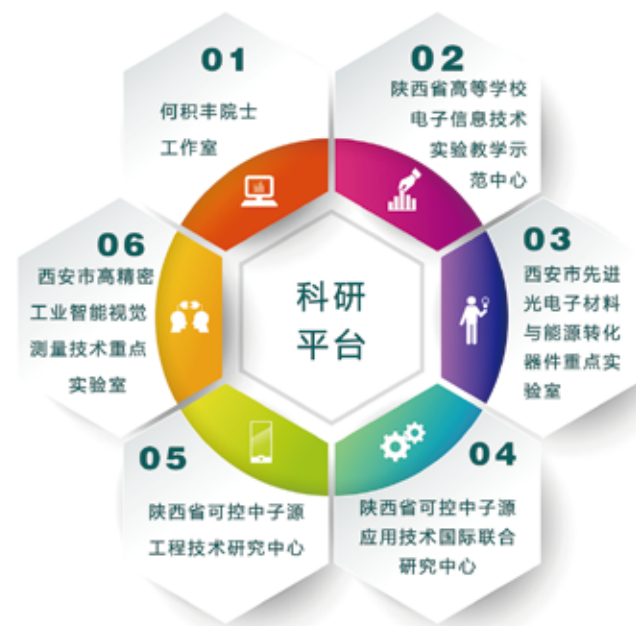 01
何积丰院士
工作室
02
陕西省高等学校
电子信息技术
实验教学示
范中心
03
西安市先进
光电子材料
与能源转化
器件重点实
验室
04
陕西省可控中子源
应用技术国际联合
研究中心
05
陕西省可控中子源
工程技术研究中心
06
西安市高精密
工业智能视觉
测量技术重点
实验室
科研
平台